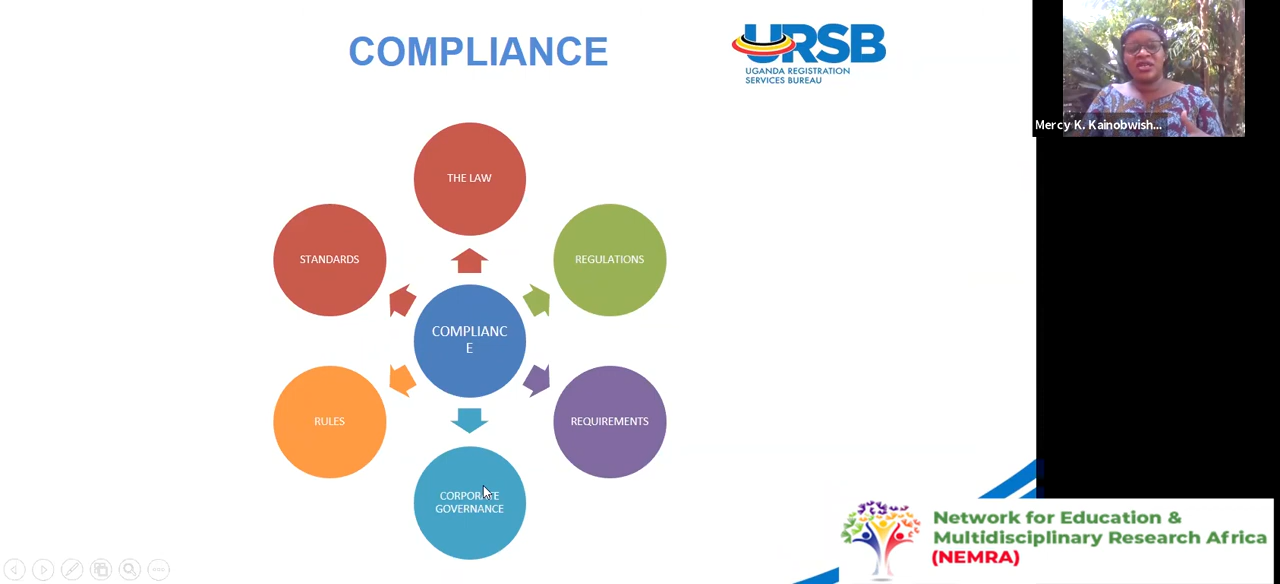 COMPLIANCE
URSB
UGANDA REGISTRATION
SERVICES BUREAU
Mercy K. Kainobwish...
THE LAW
STANDARDS
REGULATIONS
COMPLIANC
E
RULES
REQUIREMENTS
CORPORATE
GOVERNANCE
Network for Education &
Multidisciplinary Research Africa
(NEMRA)